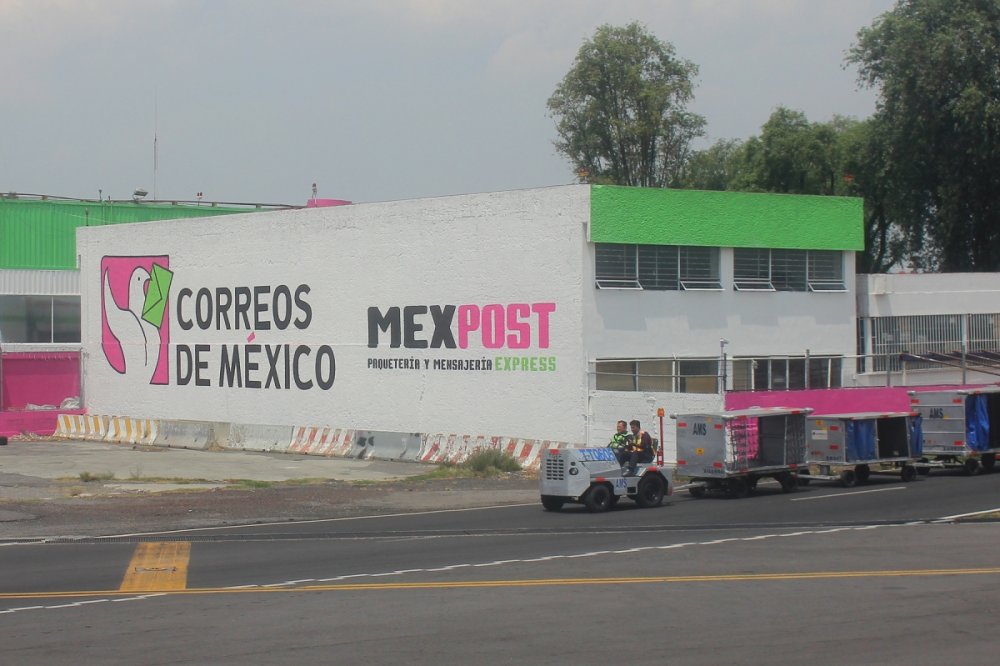 CORREOS
DE MÉXICO
MEXPOST
PAQUETERÍA Y MENSAJERÍA EXPRESS
AMS
AMS
AMS